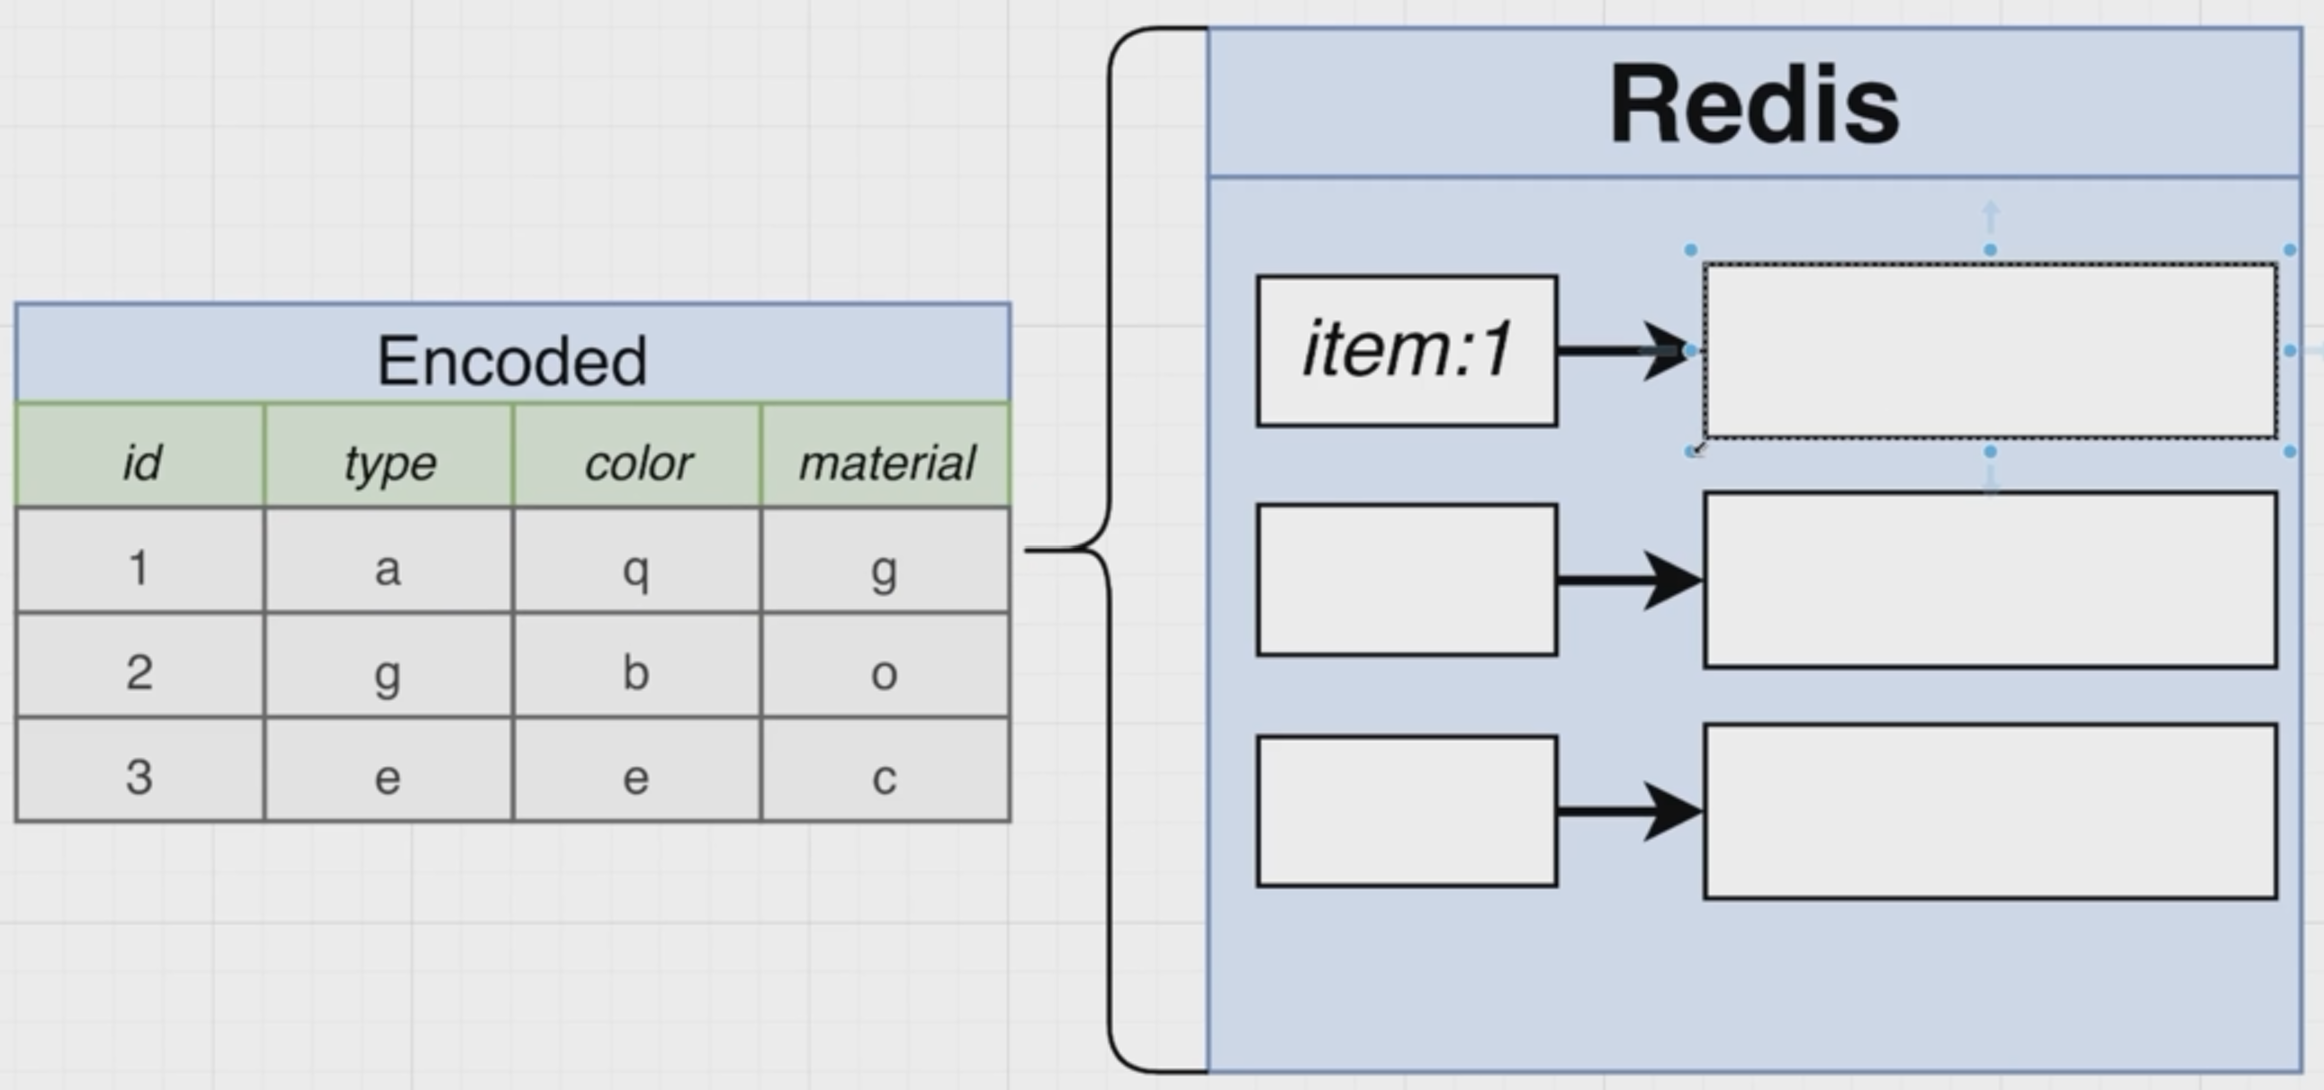 Redis
item:1
Encoded
id type color material
1 a q g
2 g b o
3 e e c